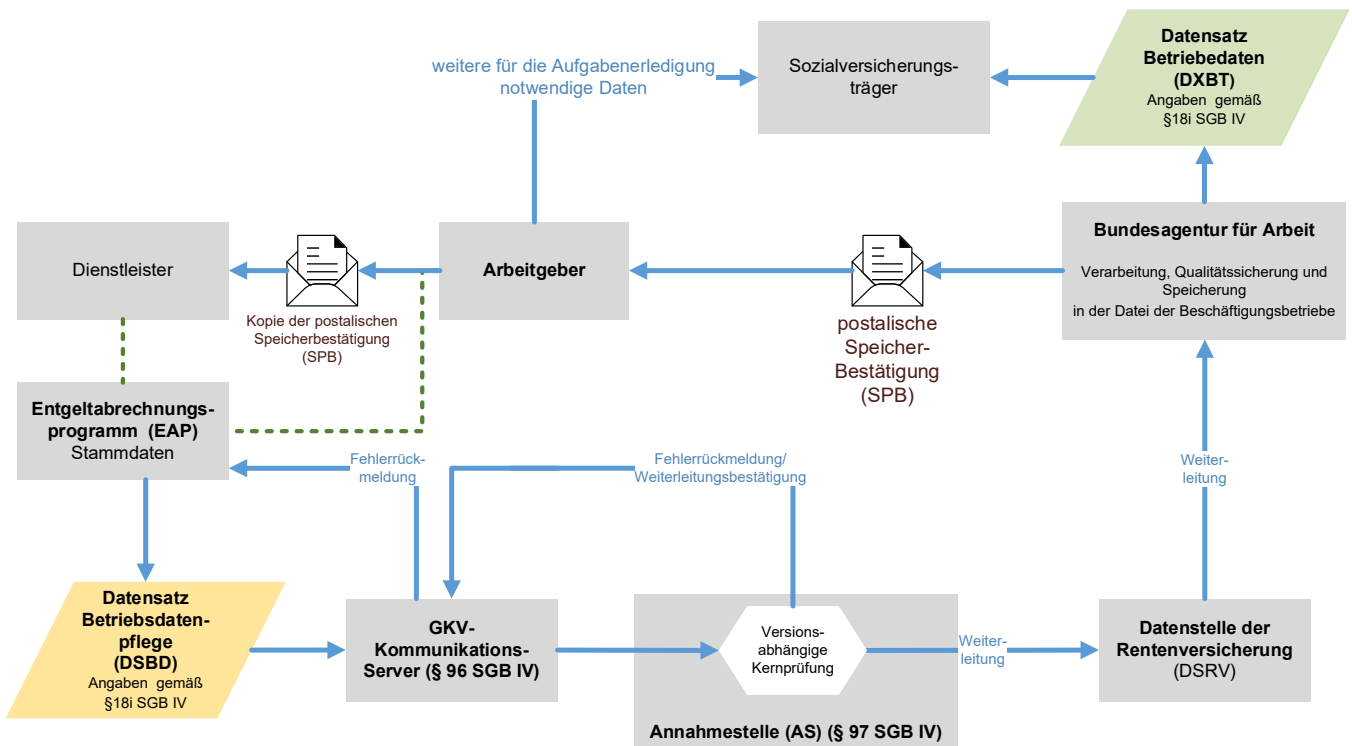 weitere für die Aufgabenerledigung
notwendige Daten
Sozialversicherungs-
träger
Datensatz
Betriebedaten
(DXBT)
Angaben gemäß
§18i SGB IV
Dienstleister
Kopie der postalischen
Speicherbestätigung
(SPB)
Arbeitgeber
postalische
Speicher-
Bestätigung
(SPB)
Bundesagentur für Arbeit
Verarbeitung, Qualitätssicherung und
Speicherung
in der Datei der Beschäftigungsbetriebe
Entgeltabrechnungs-
programm (EAP)
Stammdaten
Fehlerrück-
meldung
Fehlerrückmeldung/
Weiterleitungsbestätigung
Weiter-
leitung
Datensatz
Betriebsdaten-
pflege
(DSBD)
Angaben gemäß
§18i SGB IV
GKV-
Kommunikations-
Server (§ 96 SGB IV)
Versions-
abhängige
Kernprüfung
Annahmestelle (AS) (§ 97 SGB IV)
Weiter-
leitung
Datenstelle der
Rentenversicherung
(DSRV)